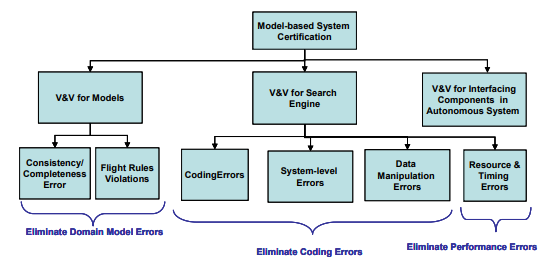 Model-based System
Certification
V&V for Models
V&V for Search
Engine
V&V for Interfacing
Components in
Autonomous System
Consistency/
Completeness
Error
Flight Rules
Violations
CodingErrors
System-level
Errors
Data
Manipulation
Errors
Resource &
Timing
Errors
Eliminate Domain Model Errors
Eliminate Coding Errors
Eliminate Performance Errors